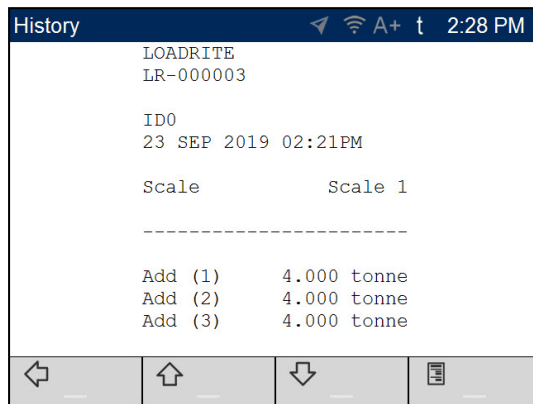 History A+ t 2:28 PM
LOADRITE
LR-000003
ID0
23 SEP 2019 02:21PM
Scale Scale 1
-----------------------
Add (1) 4.000 tonne
Add (2) 4.000 tonne
Add (3) 4.000 tonne